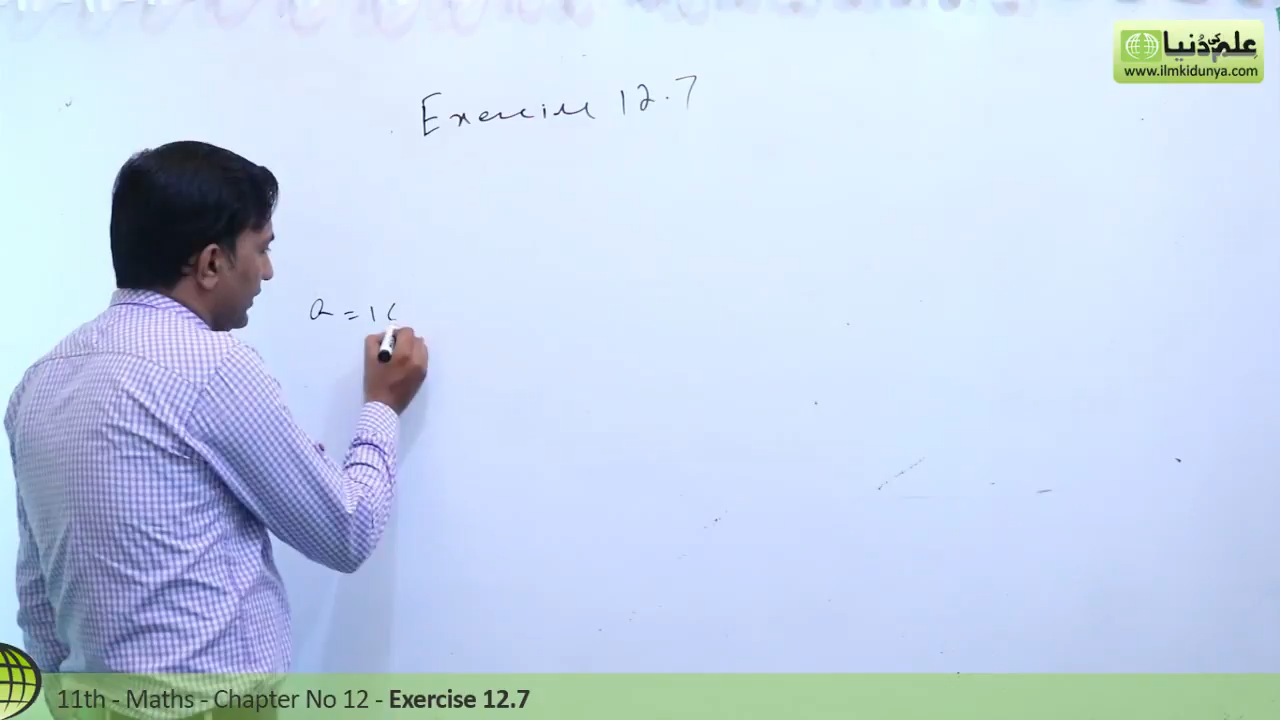 علم کی دنیا
www.ilmkidunya.com
Exercise 12.7
a = 1
11th - Maths - Chapter No 12 - Exercise 12.7